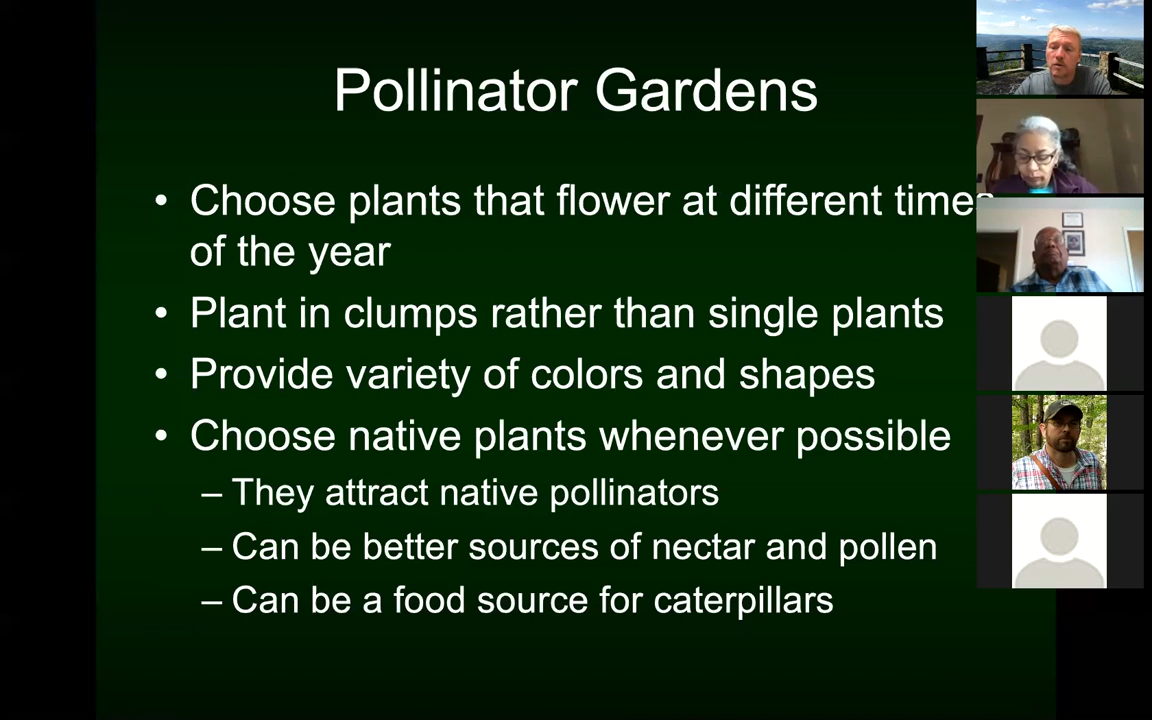 Pollinator Gardens
• Choose plants that flower at different times
of the year
• Plant in clumps rather than single plants
• Provide variety of colors and shapes
• Choose native plants whenever possible
– They attract native pollinators
– Can be better sources of nectar and pollen
– Can be a food source for caterpillars